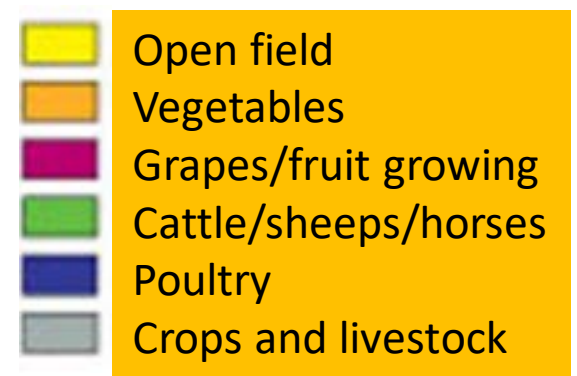 Open field
Vegetables
Grapes/fruit growing
Cattle/sheeps/horses
Poultry
Crops and livestock